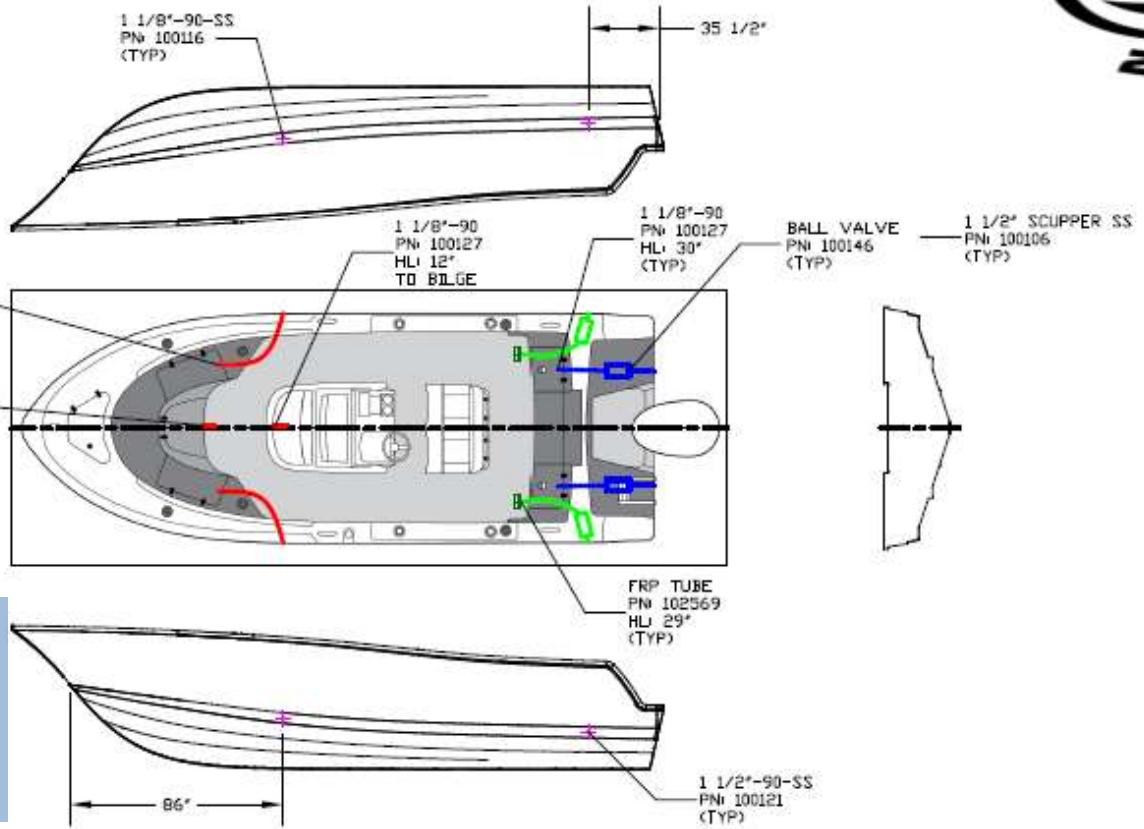 1 1/8"-90-SS
PN: 100116
(TYP)
35 1/2"
1 1/8"-90
PN: 100127
HL: 12"
TO BILGE
1 1/8"-90
PN: 100127
HL: 30"
(TYP)
BALL VALVE
PN: 100146
(TYP)
1 1/2" SCUPPER SS
PN: 100106
(TYP)
FRP TUBE
PN: 102569
HL: 29"
(TYP)
86"
1 1/2"-90-SS
PN: 100121
(TYP)